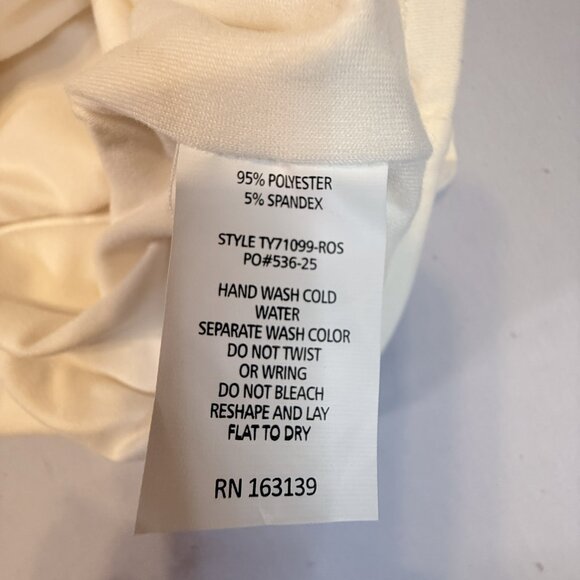 95% POLYESTER
5% SPANDEX
STYLE TY71099-ROS
PO#536-25
HAND WASH COLD
WATER
SEPARATE WASH COLOR
DO NOT TWIST
OR WRING
DO NOT BLEACH
RESHAPE AND LAY
FLAT TO DRY
RN 163139